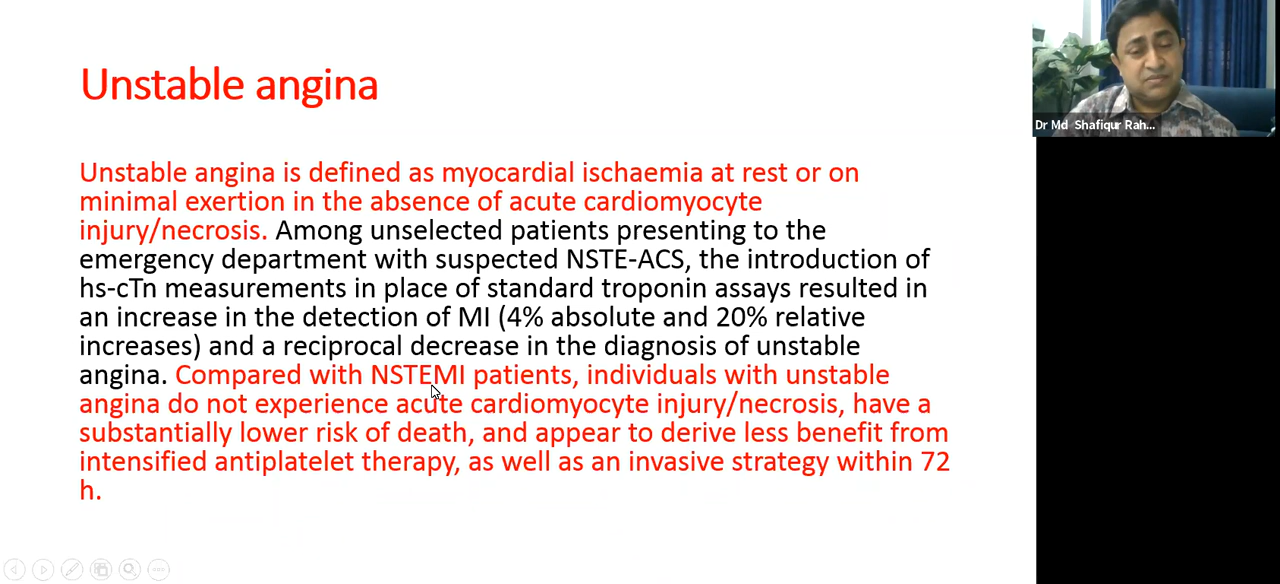 Unstable angina
Unstable angina is defined as myocardial ischaemia at rest or on
minimal exertion in the absence of acute cardiomyocyte
injury/necrosis. Among unselected patients presenting to the
emergency department with suspected NSTE-ACS, the introduction of
hs-cTn measurements in place of standard troponin assays resulted in
an increase in the detection of MI (4% absolute and 20% relative
increases) and a reciprocal decrease in the diagnosis of unstable
angina. Compared with NSTEMI patients, individuals with unstable
angina do not experience acute cardiomyocyte injury/necrosis, have a
substantially lower risk of death, and appear to derive less benefit from
intensified antiplatelet therapy, as well as an invasive strategy within 72
h.
Dr Md Shafiqur Rah...